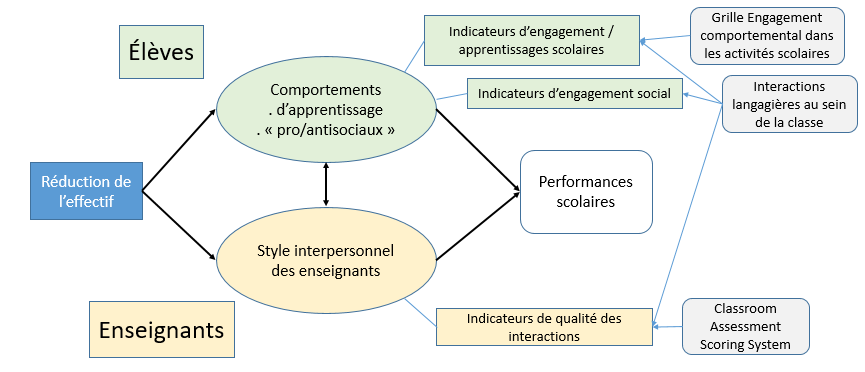 Élèves
Indicateurs d'engagement /
apprentissages scolaires
Grille Engagement
comportemental dans
les activités scolaires
Comportements
. d'apprentissage
. « pro/antisociaux »
Indicateurs d'engagement social
Interactions
langagières au sein
de la classe
Réduction de
l'effectif
Performances
scolaires
Style interpersonnel
des enseignants
Enseignants
Indicateurs de qualité des
interactions
Classroom
Assessment
Scoring System